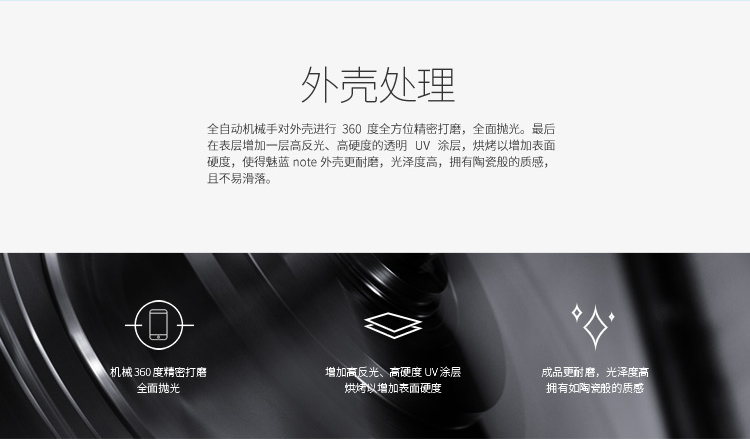 外壳处理
全自动机械手对外壳进行 360 度全方位精密打磨，全面抛光。最后
在表层增加一层高反光、高硬度的透明 UV 涂层，烘烤以增加表面
硬度，使得魅蓝 note 外壳更耐磨，光泽度高，拥有陶瓷般的质感，
且不易滑落。
机械 360 度精密打磨
全面抛光
增加高反光、高硬度 UV 涂层
烘烤以增加表面硬度
成品更耐磨，光泽度高
拥有如陶瓷般的质感